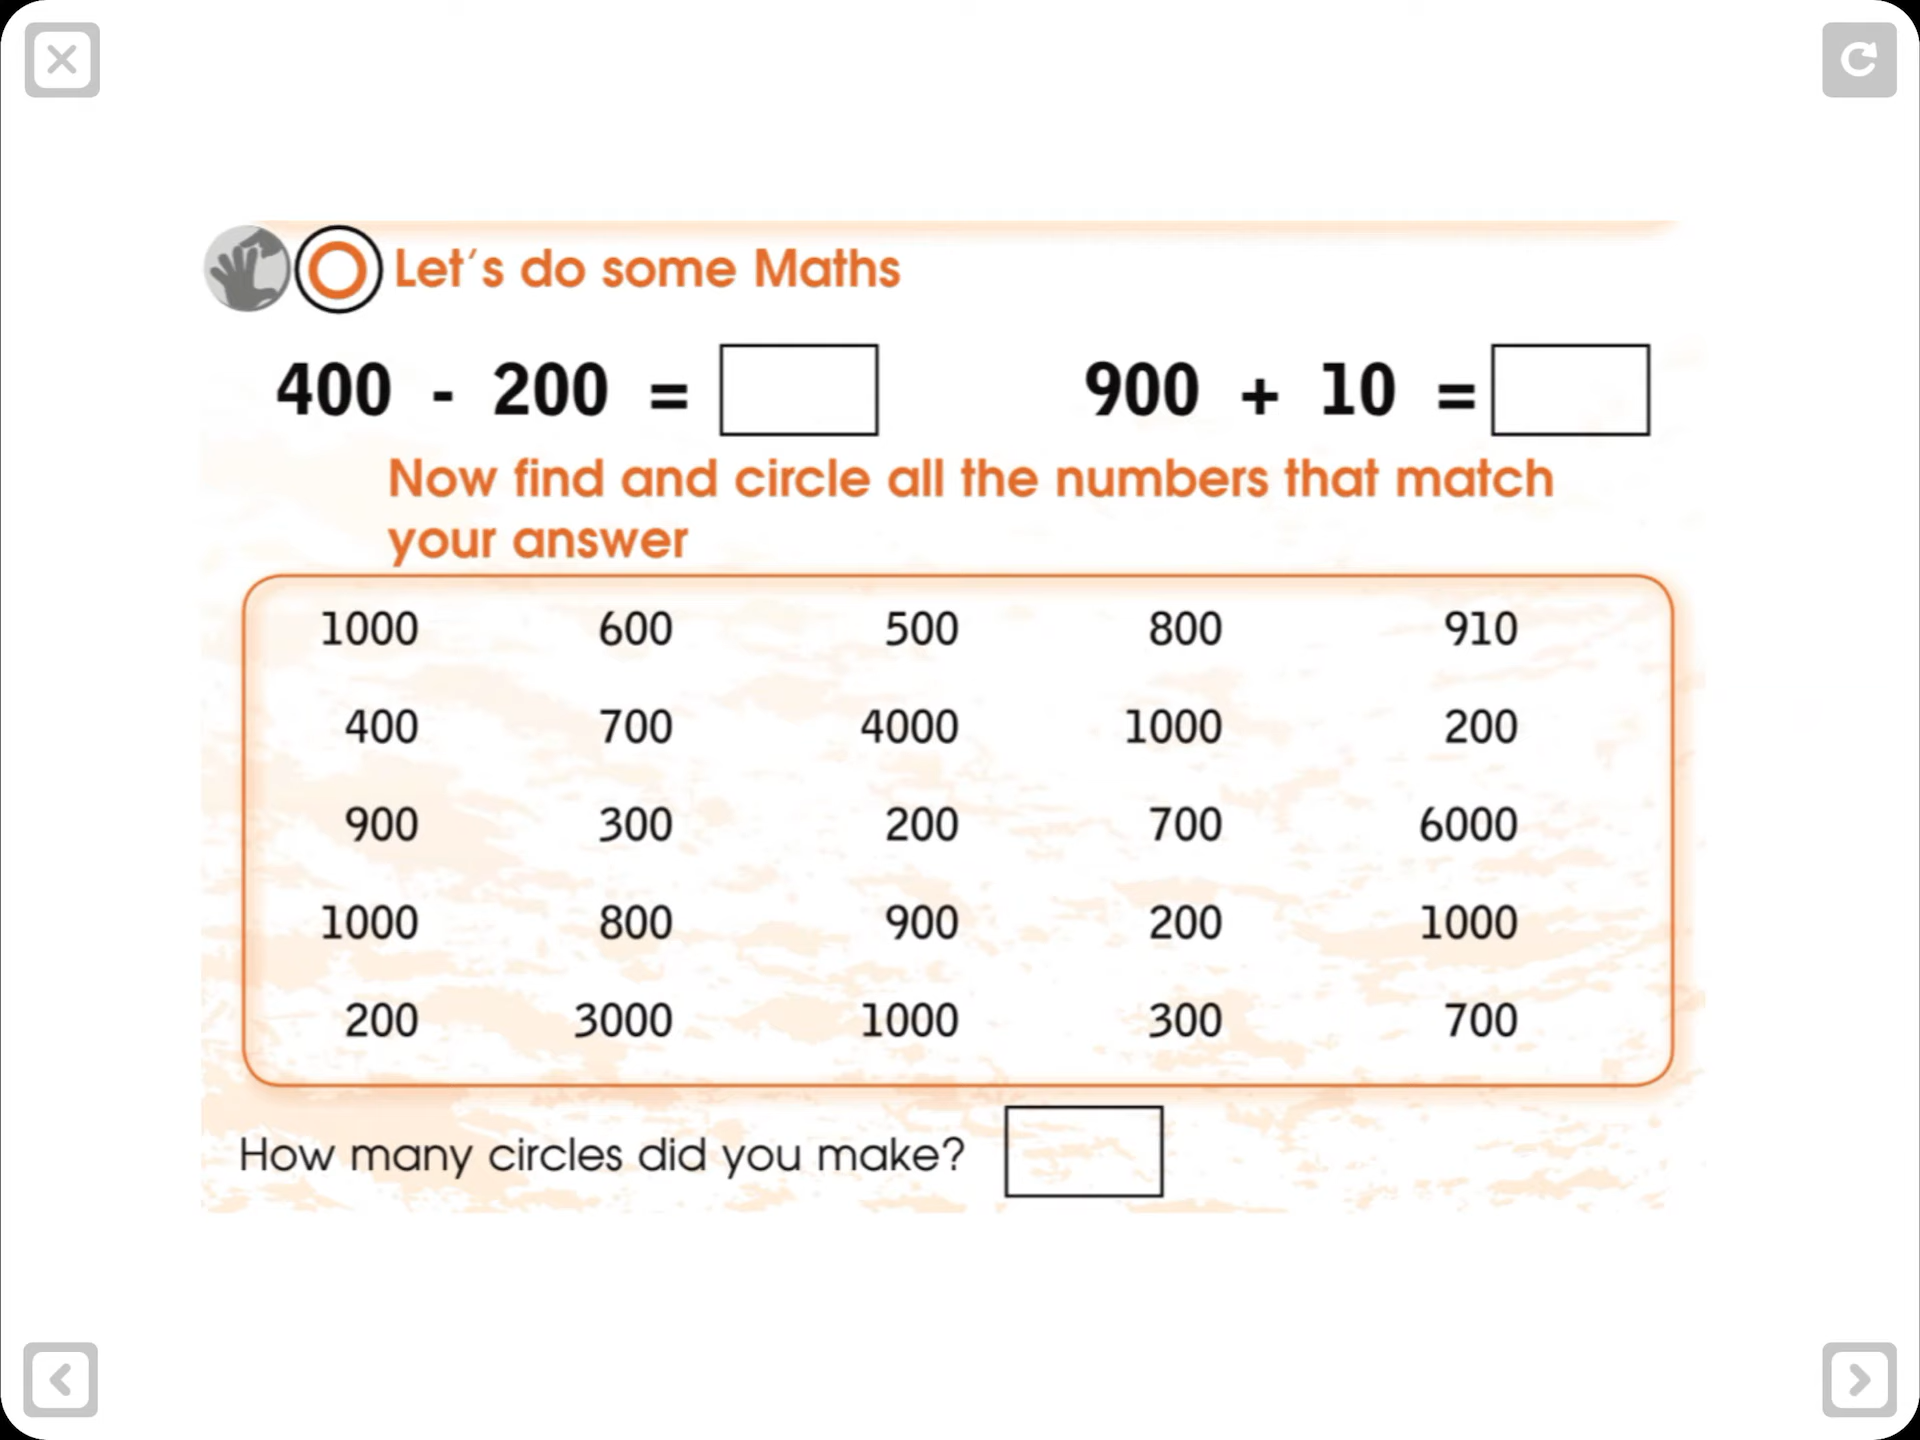 Let's do some Maths
400 - 200 =
900 + 10 =
Now find and circle all the numbers that match
your answer
1000 600 500 800 910
400 700 4000 1000 200
900 300 200 700 6000
1000 800 900 200 1000
200 3000 1000 300 700
How many circles did you make?